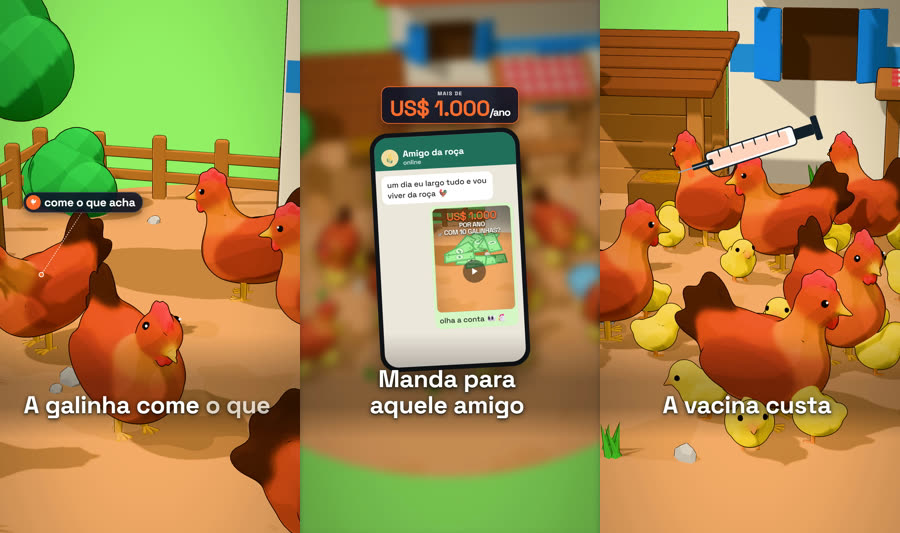 come o que acha
A galinha come o que
MAIS DE
US$ 1.000/ano
Amigo da roça
online
um dia eu largo tudo e vou
viver da roça
US$ 1.000
POR ANO
COM 10 GALINHAS?
olha a conta
Manda para
aquele amigo
A vacina custa